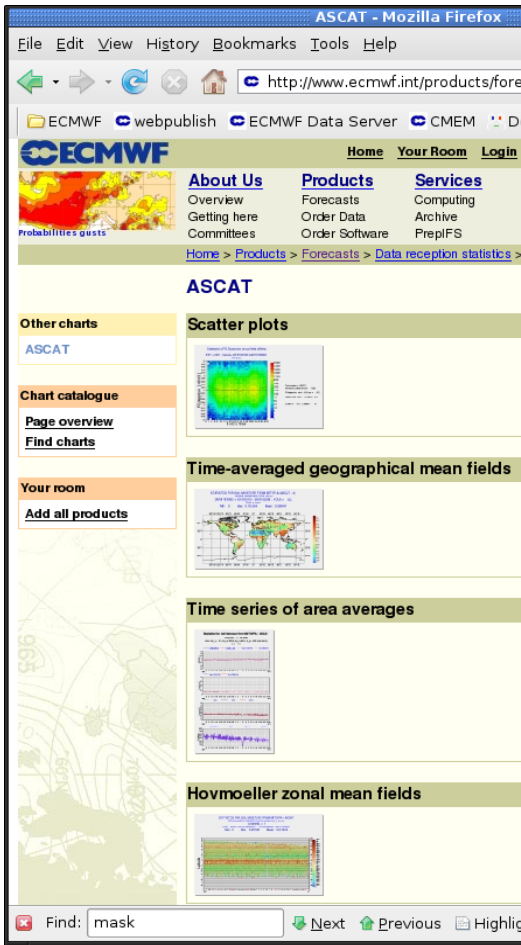 ASCAT - Mozilla Firefox
File Edit View History Bookmarks Tools Help
http://www.ecmwf.int/products/fore
ECMWF webpublish ECMWF Data Server CMEM
ECMWF
Home Your Room Login
About Us Products Services
Overview Forecasts Computing
Getting here Order Data Archive
Committees Order Software PrepIFS
Probabilities gusts
Home > Products > Forecasts > Data reception statistics >
ASCAT
Other charts
ASCAT
Chart catalogue
Page overview
Find charts
Your room
Add all products
Scatter plots
Time-averaged geographical mean fields
Time series of area averages
Hovmoeller zonal mean fields
Find: mask Next Previous Highlig